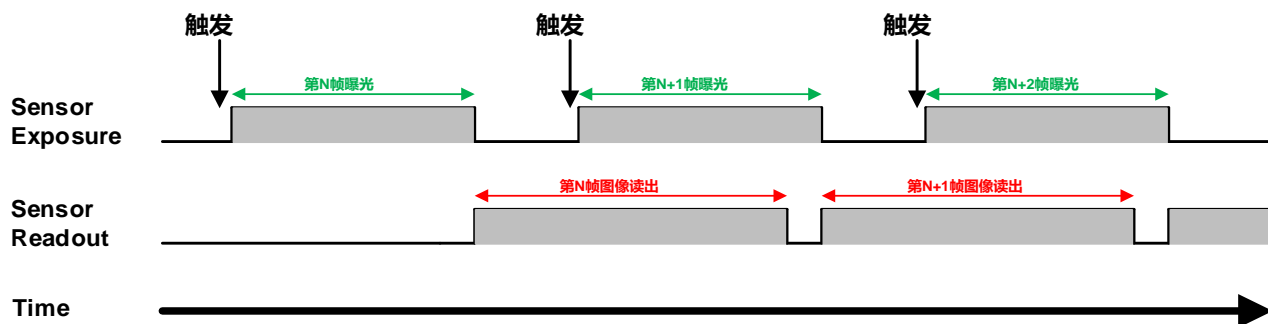 触发 触发 触发
第N帧曝光 第N+1帧曝光 第N+2帧曝光
Sensor
Exposure
第N帧图像读出 第N+1帧图像读出
Sensor
Readout
Time